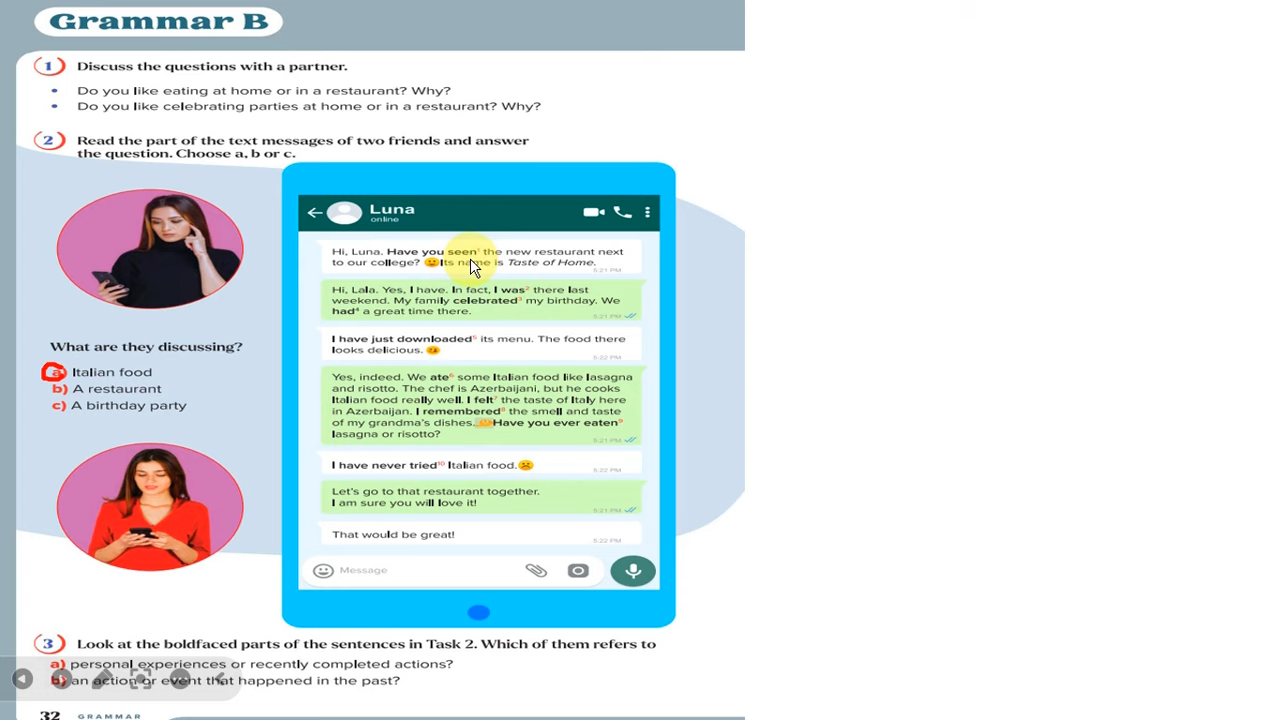 Grammar B
1 Discuss the questions with a partner.
• Do you like eating at home or in a restaurant? Why?
• Do you like celebrating parties at home or in a restaurant? Why?
2 Read the part of the text messages of two friends and answer
the question. Choose a, b or c.
What are they discussing?
a) Italian food
b) A restaurant
c) A birthday party
Luna
online
Hi, Luna. Have you seen¹ the new restaurant next
to our college? 🙂Its name is Taste of Home.
5:21 PM
Hi, Lala. Yes, I have. In fact, I was² there last
weekend. My family celebrated³ my birthday. We
had⁴ a great time there.
5:21 PM
I have just downloaded⁵ its menu. The food there
looks delicious. 😋
5:22 PM
Yes, indeed. We ate⁶ some Italian food like lasagna
and risotto. The chef is Azerbaijani, but he cooks
Italian food really well. I felt⁷ the taste of Italy here
in Azerbaijan. I remembered⁸ the smell and taste
of my grandma's dishes. Have you ever eaten⁹
lasagna or risotto?
5:21 PM
I have never tried¹⁰ Italian food.☹️
5:22 PM
Let's go to that restaurant together.
I am sure you will love it!
5:21 PM
That would be great!
5:22 PM
Message
3 Look at the boldfaced parts of the sentences in Task 2. Which of them refers to
a) personal experiences or recently completed actions?
b) an action or event that happened in the past?
32 GRAMMAR